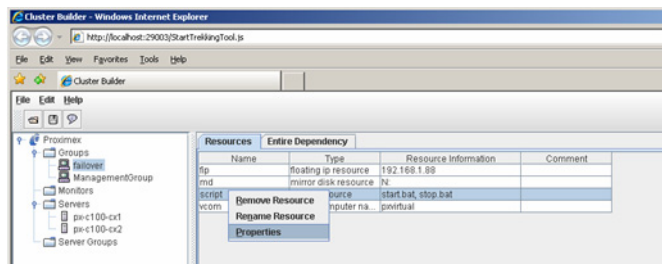 Cluster Builder - Windows Internet Explorer
http://localhost:29003/StartTrekkingTool.js
File Edit View Favorites Tools Help
Cluster Builder
File Edit Help
Proximex
Groups
failover
ManagementGroup
Monitors
Servers
px-c100-cx1
px-c100-cx2
Server Groups
Resources Entire Dependency
Name Type Resource Information Comment
fip floating ip resource 192.168.1.88
md mirror disk resource N:
script ource start.bat, stop.bat
vcom nputer na... pxvirtual
Remove Resource
Rename Resource
Properties